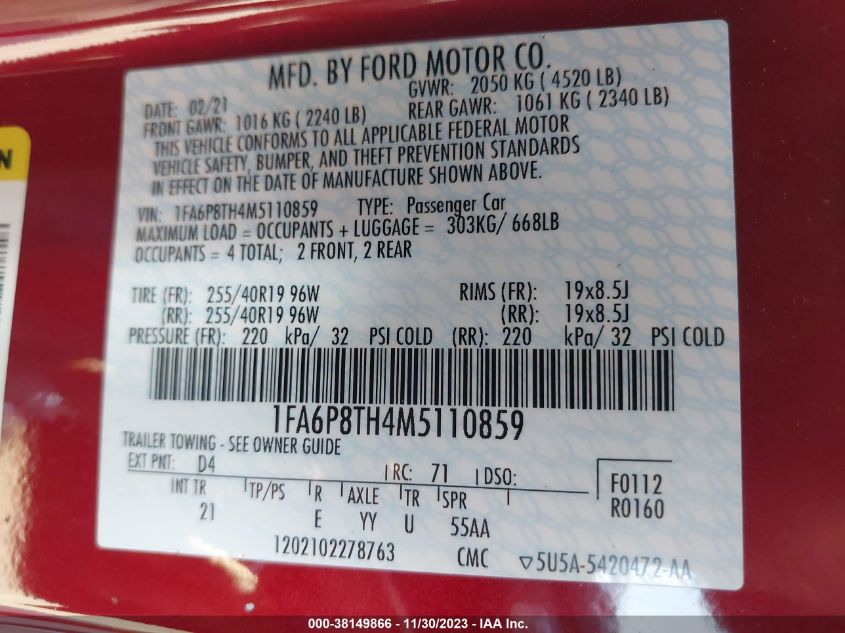 MFD. BY FORD MOTOR CO.
DATE: 02/21 GVWR: 2050 KG ( 4520 LB)
FRONT GAWR: 1016 KG ( 2240 LB) REAR GAWR: 1061 KG ( 2340 LB)
THIS VEHICLE CONFORMS TO ALL APPLICABLE FEDERAL MOTOR
VEHICLE SAFETY, BUMPER, AND THEFT PREVENTION STANDARDS
IN EFFECT ON THE DATE OF MANUFACTURE SHOWN ABOVE.
VIN: 1FA6P8TH4M5110859 TYPE: Passenger Car
MAXIMUM LOAD = OCCUPANTS + LUGGAGE = 303KG/ 668LB
OCCUPANTS = 4 TOTAL; 2 FRONT, 2 REAR
TIRE (FR): 255/40R19 96W RIMS (FR): 19x8.5J
(RR): 255/40R19 96W (RR): 19x8.5J
PRESSURE (FR): 220 kPa/ 32 PSI COLD (RR): 220 kPa/ 32 PSI COLD
1FA6P8TH4M5110859
TRAILER TOWING - SEE OWNER GUIDE
EXT PNT: D4 RC: 71 DSO:
INT TR TP/PS R AXLE TR SPR
21 E YY U 55AA
F0112
R0160
1202102278763 CMC ▽5U5A-5420472-AA
N
000-38149866 - 11/30/2023 - IAA Inc.